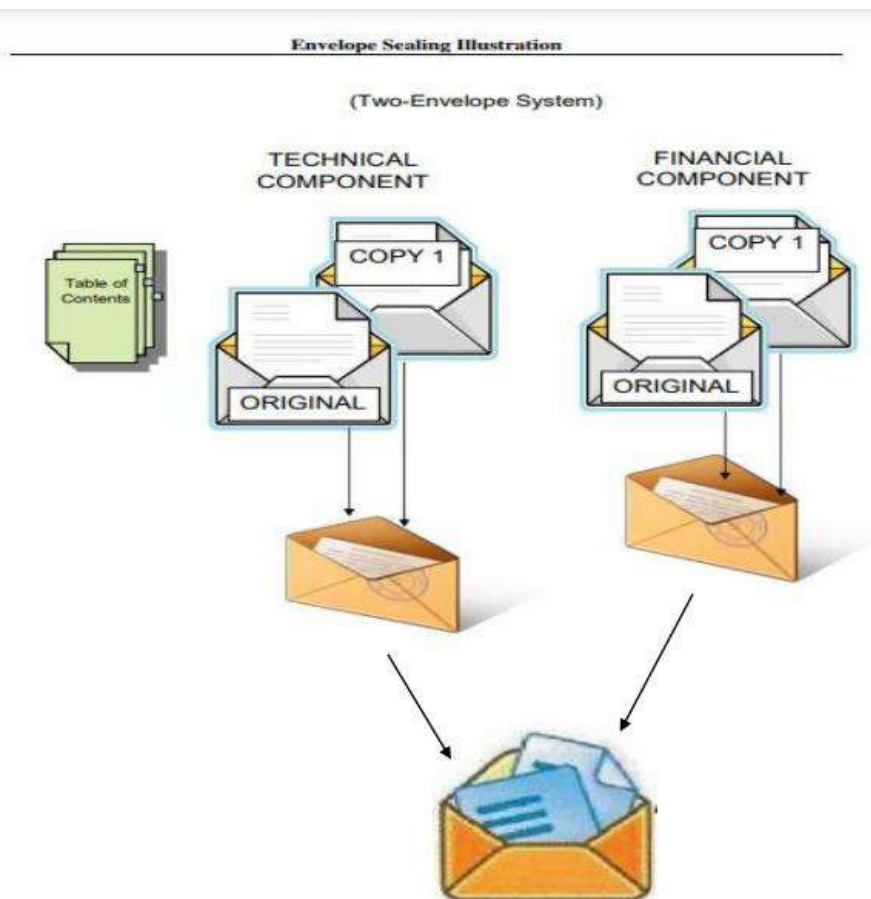 Envelope Sealing Illustration
(Two-Envelope System)
TECHNICAL
COMPONENT
FINANCIAL
COMPONENT
Table of
Contents
COPY 1
ORIGINAL
COPY 1
ORIGINAL